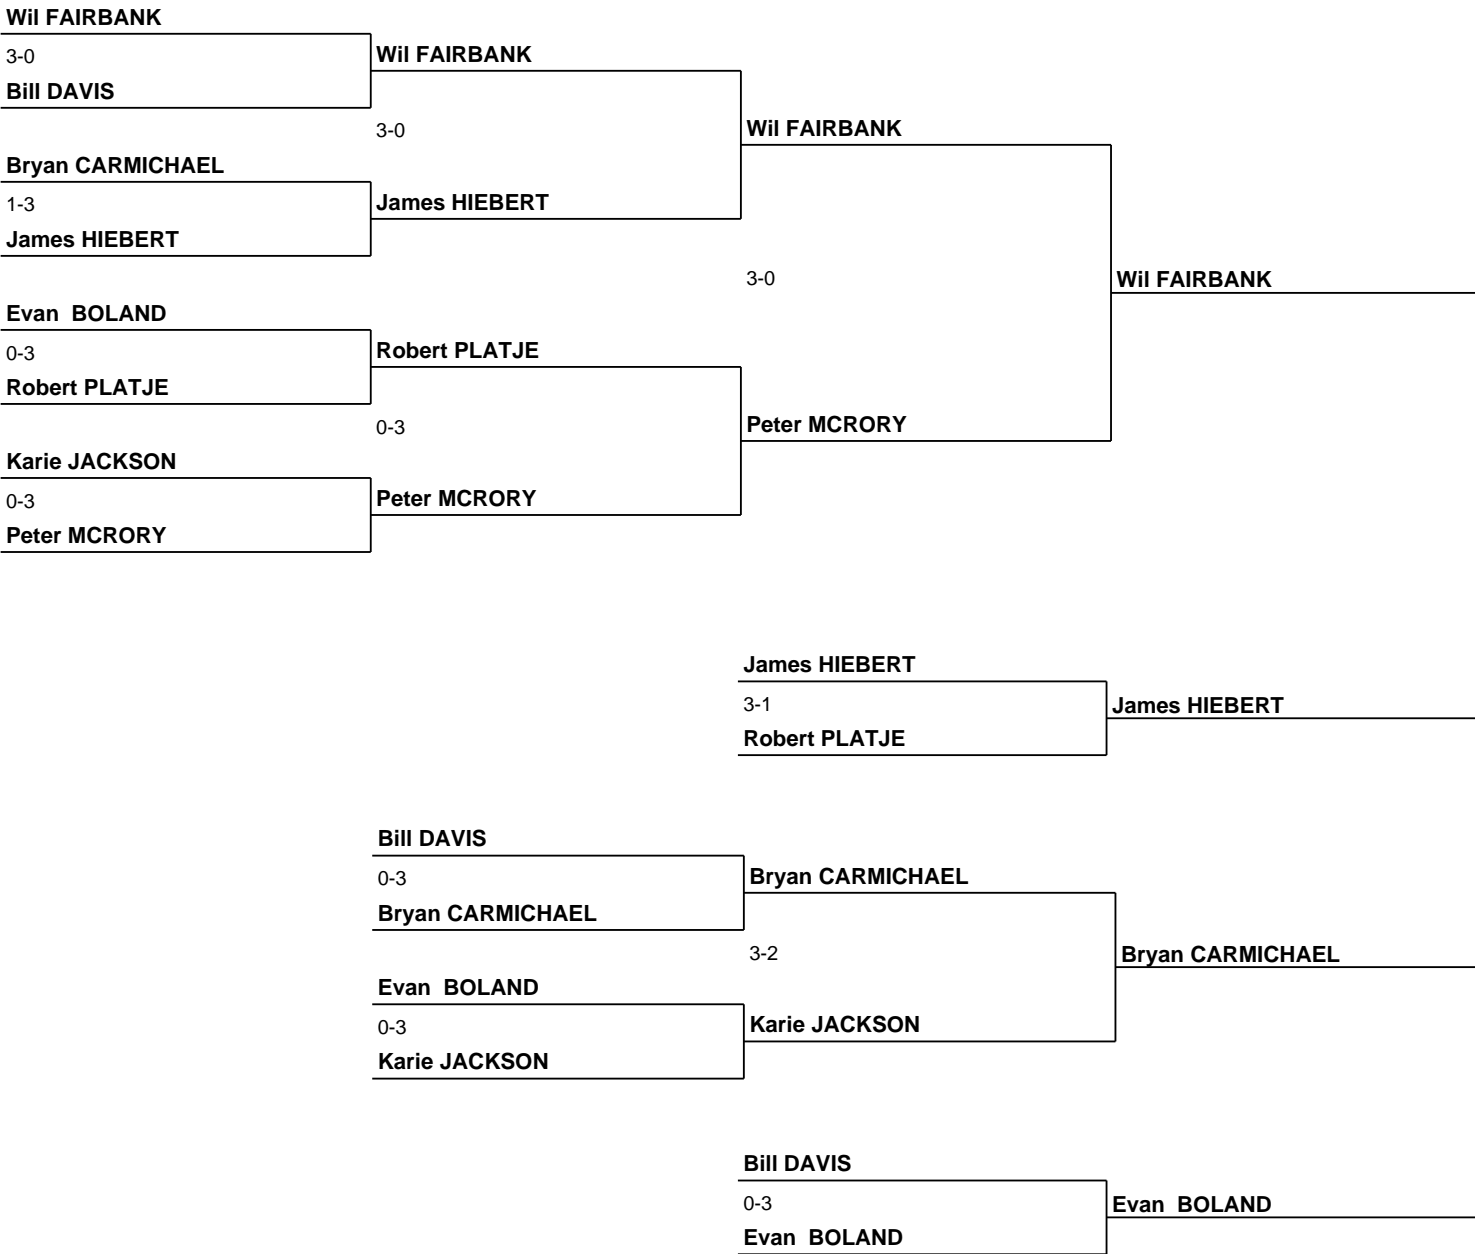 Wil FAIRBANK
3-0
Bill DAVIS
Wil FAIRBANK
3-0
Wil FAIRBANK
Bryan CARMICHAEL
1-3
James HIEBERT
James HIEBERT
3-0
Wil FAIRBANK
Evan  BOLAND
0-3
Robert PLATJE
Robert PLATJE
0-3
Peter MCRORY
Karie JACKSON
0-3
Peter MCRORY
Peter MCRORY
James HIEBERT
3-1
James HIEBERT
Robert PLATJE
Bill DAVIS
0-3
Bryan CARMICHAEL
Bryan CARMICHAEL
3-2
Bryan CARMICHAEL
Evan  BOLAND
0-3
Karie JACKSON
Karie JACKSON
Bill DAVIS
0-3
Evan  BOLAND
Evan  BOLAND